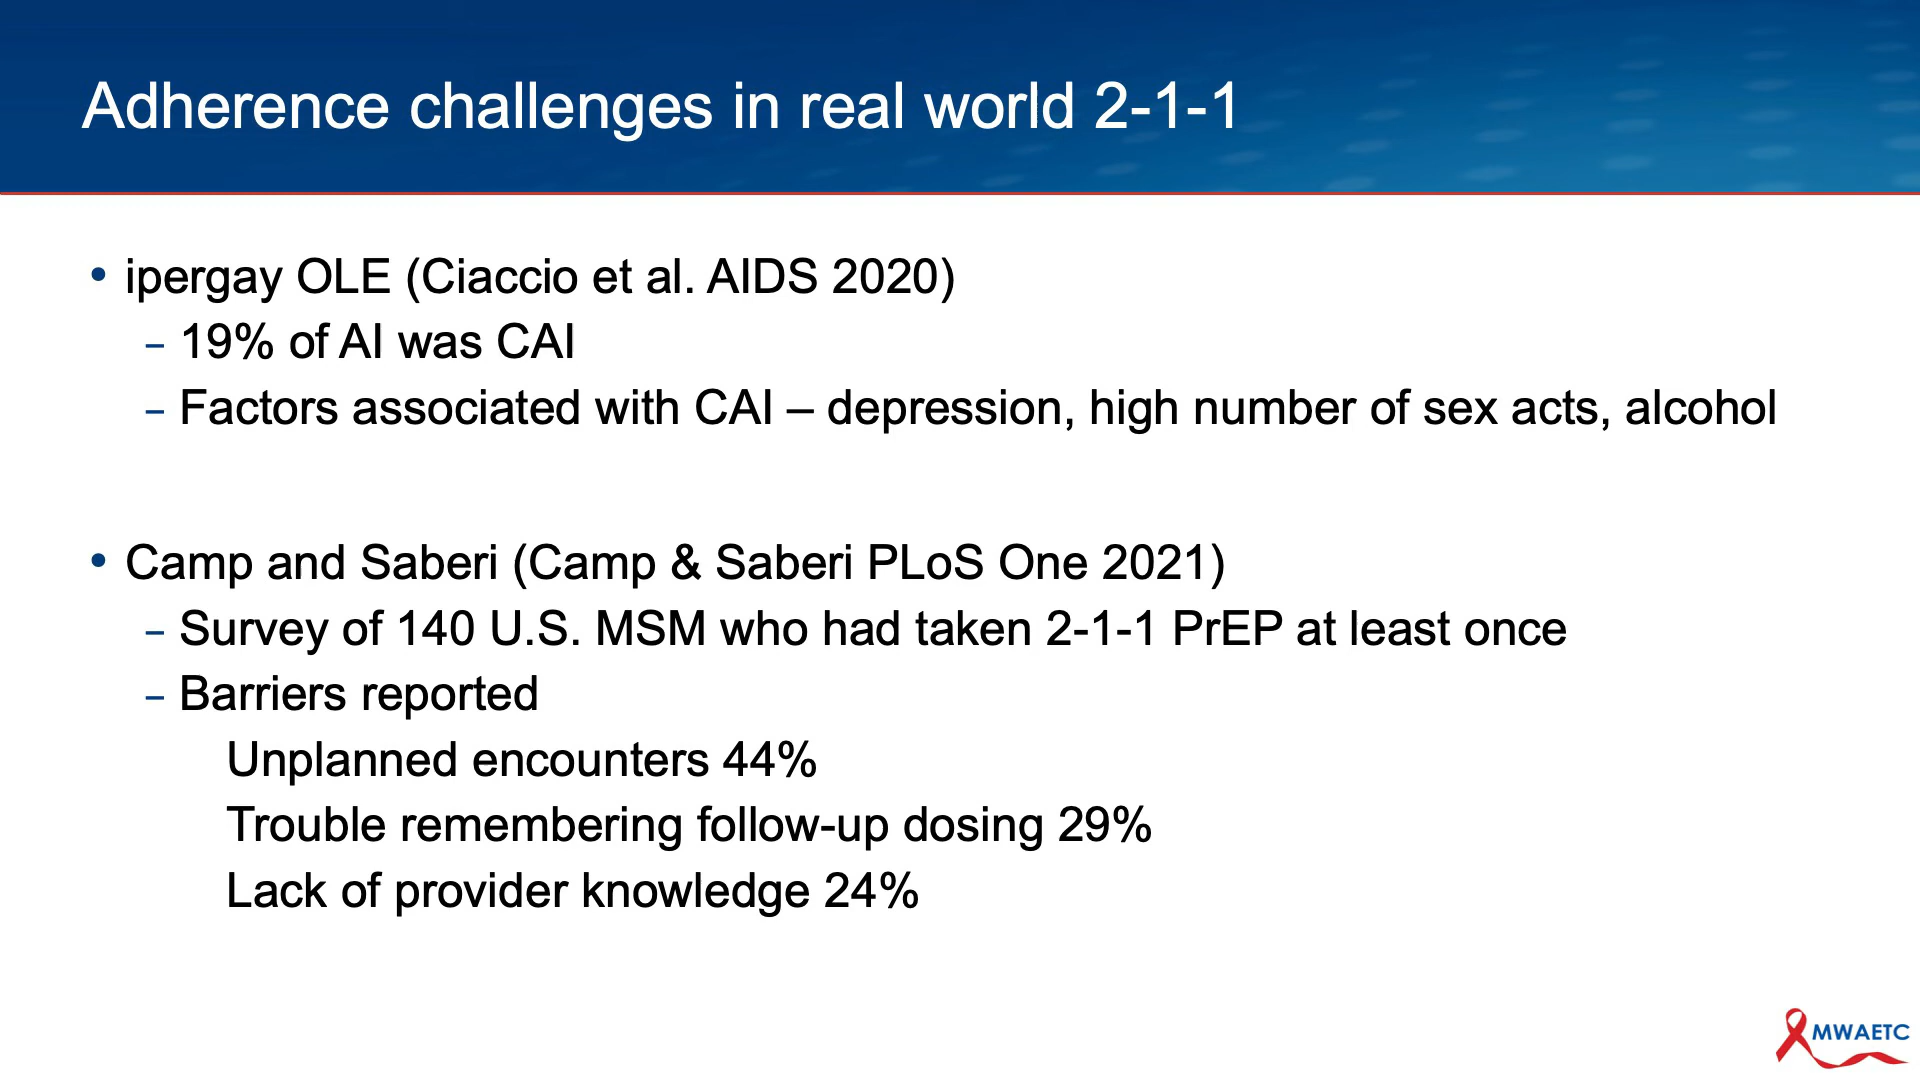 Adherence challenges in real world 2-1-1
• ipergay OLE (Ciaccio et al. AIDS 2020)
– 19% of AI was CAI
– Factors associated with CAI – depression, high number of sex acts, alcohol
• Camp and Saberi (Camp & Saberi PLoS One 2021)
– Survey of 140 U.S. MSM who had taken 2-1-1 PrEP at least once
– Barriers reported
Unplanned encounters 44%
Trouble remembering follow-up dosing 29%
Lack of provider knowledge 24%
MWAETC